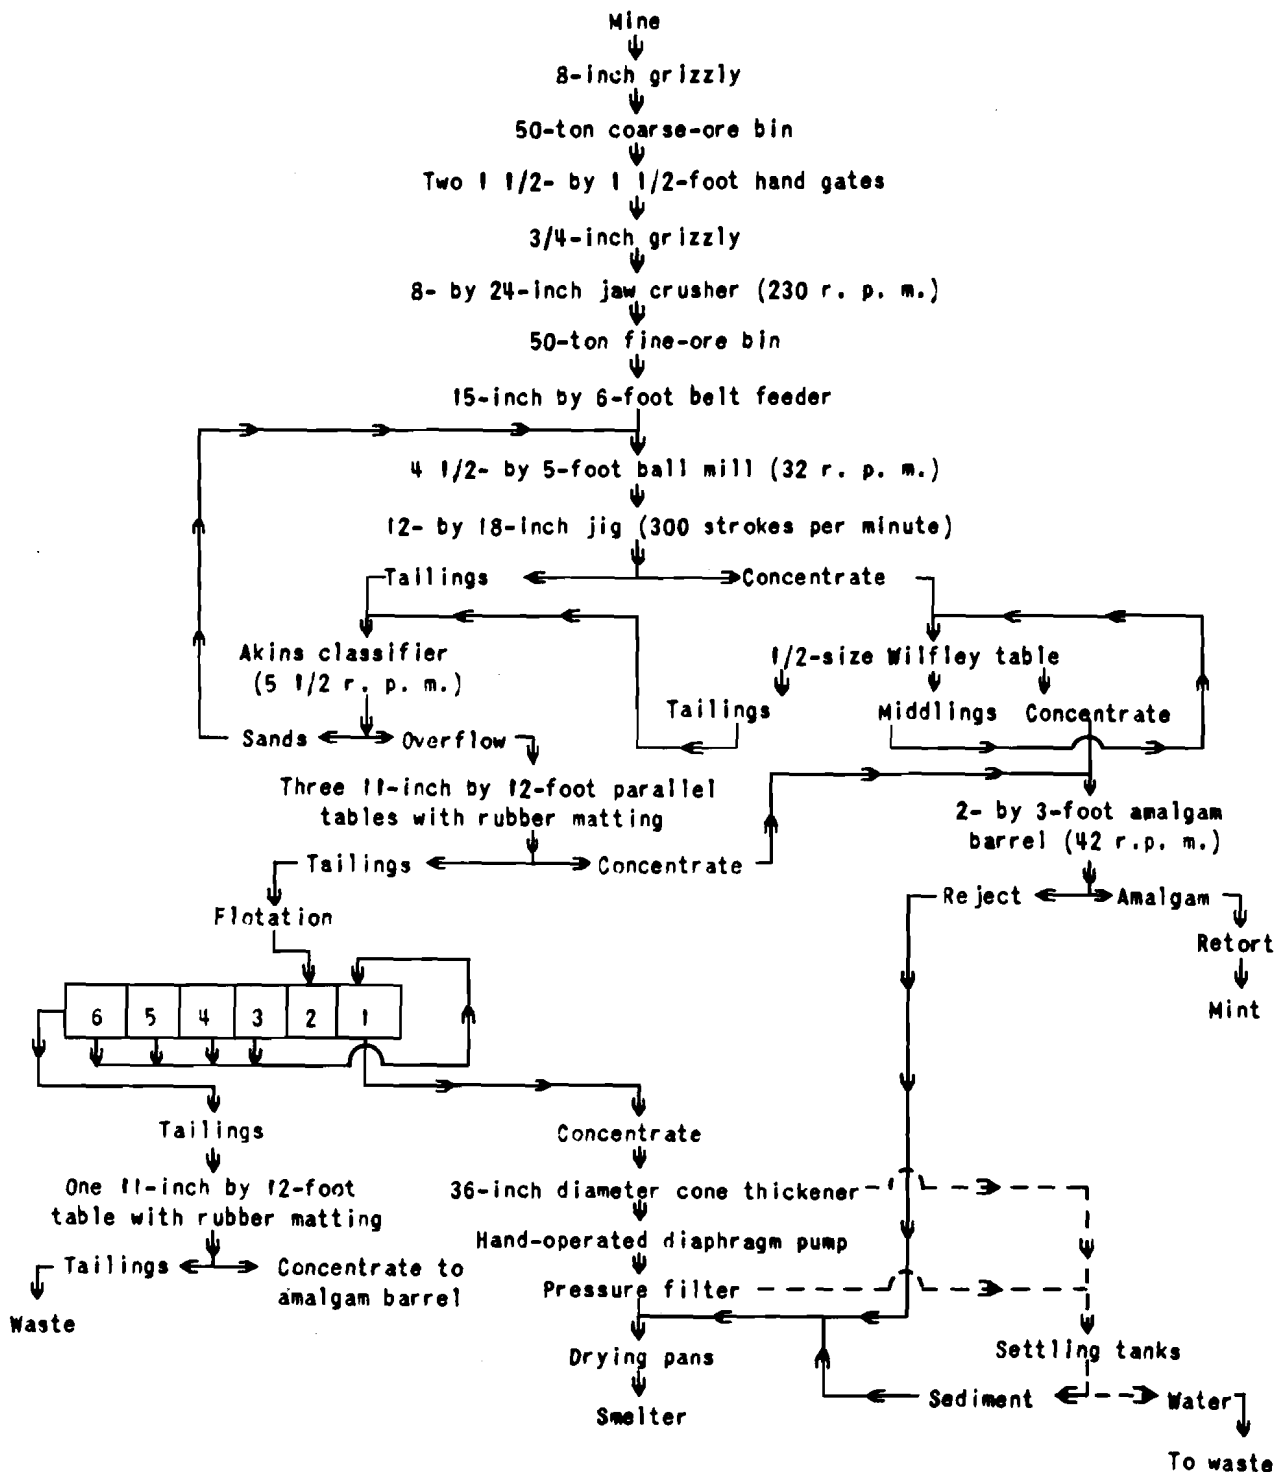 Mine
8-inch grizzly
50-ton coarse-ore bin
Two 1 1/2- by 1 1/2-foot hand gates
3/4-inch grizzly
8- by 24-inch jaw crusher (230 r. p. m.)
50-ton fine-ore bin
15-inch by 6-foot belt feeder
4 1/2- by 5-foot ball mill (32 r. p. m.)
12- by 18-inch jig (300 strokes per minute)
Tailings
Concentrate
Akins classifier
(5 1/2 r. p. m.)
1/2-size Wilfley table
Tailings
Middlings
Concentrate
Sands
Overflow
Three 11-inch by 12-foot parallel
tables with rubber matting
2- by 3-foot amalgam
barrel (42 r.p. m.)
Tailings
Concentrate
Reject
Amalgam
Flotation
Retort
Mint
6 5 4 3 2 1
Tailings
Concentrate
One 11-inch by 12-foot
table with rubber matting
36-inch diameter cone thickener
Hand-operated diaphragm pump
Tailings
Concentrate to
amalgam barrel
Pressure filter
Waste
Drying pans
Settling tanks
Smelter
Sediment
Water
To waste